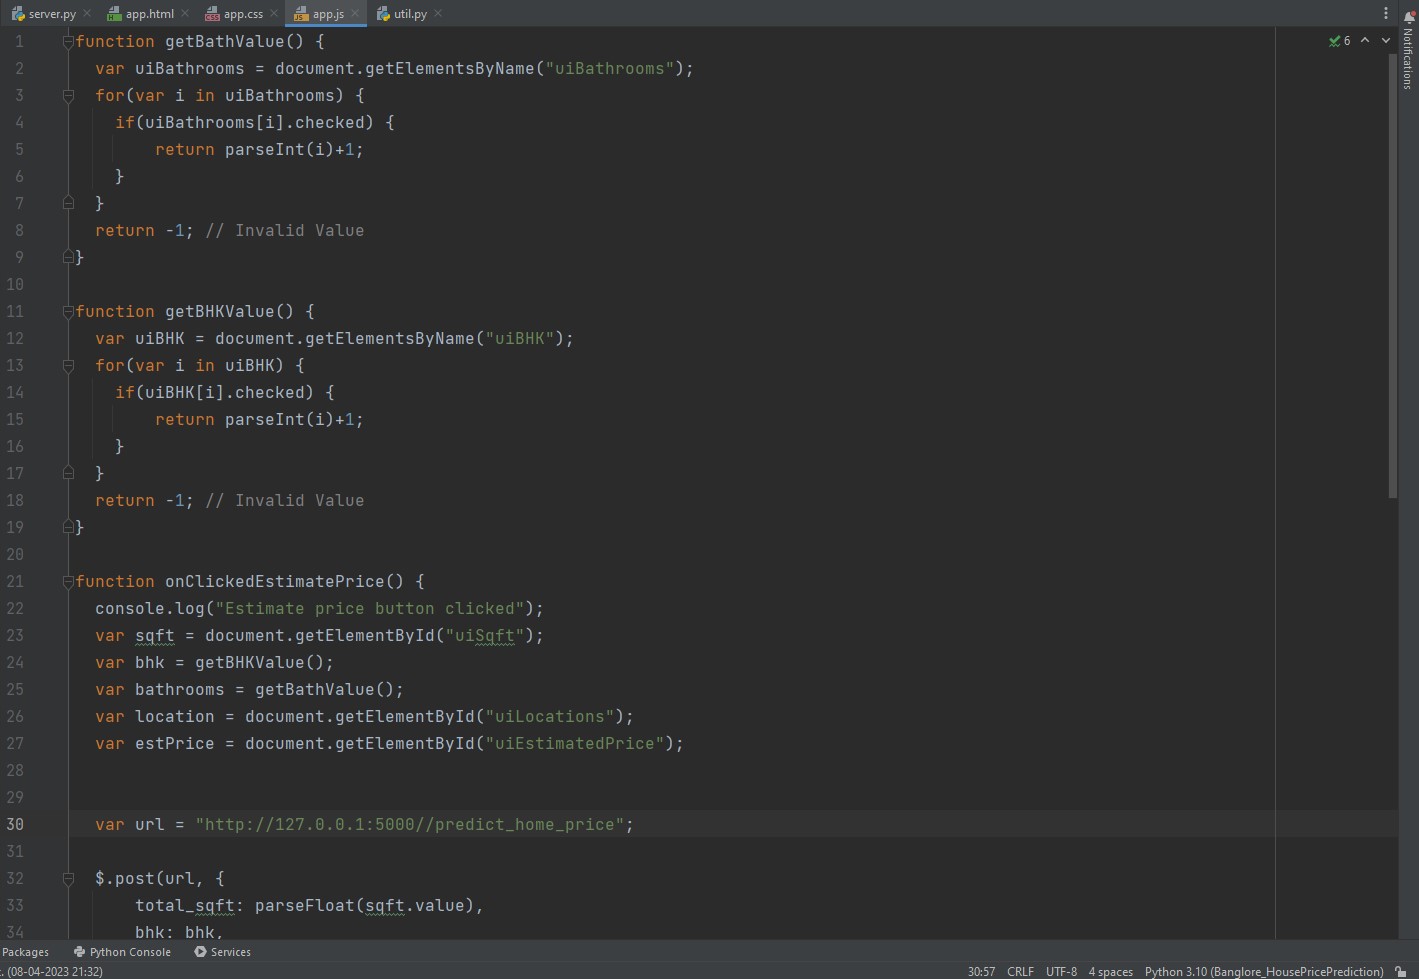 server.py app.html app.css app.js util.py
1 function getBathValue() {
2 var uiBathrooms = document.getElementsByName("uiBathrooms");
3 for(var i in uiBathrooms) {
4 if(uiBathrooms[i].checked) {
5 return parseInt(i)+1;
6 }
7 }
8 return -1; // Invalid Value
9 }
10
11 function getBHKValue() {
12 var uiBHK = document.getElementsByName("uiBHK");
13 for(var i in uiBHK) {
14 if(uiBHK[i].checked) {
15 return parseInt(i)+1;
16 }
17 }
18 return -1; // Invalid Value
19 }
20
21 function onClickedEstimatePrice() {
22 console.log("Estimate price button clicked");
23 var sqft = document.getElementById("uiSqft");
24 var bhk = getBHKValue();
25 var bathrooms = getBathValue();
26 var location = document.getElementById("uiLocations");
27 var estPrice = document.getElementById("uiEstimatedPrice");
28
29
30 var url = "http://127.0.0.1:5000//predict_home_price";
31
32 $.post(url, {
33 total_sqft: parseFloat(sqft.value),
34 bhk: bhk,
6
Notifications
Packages Python Console Services
:. (08-04-2023 21:32) 30:57 CRLF UTF-8 4 spaces Python 3.10 (Banglore_HousePricePrediction)